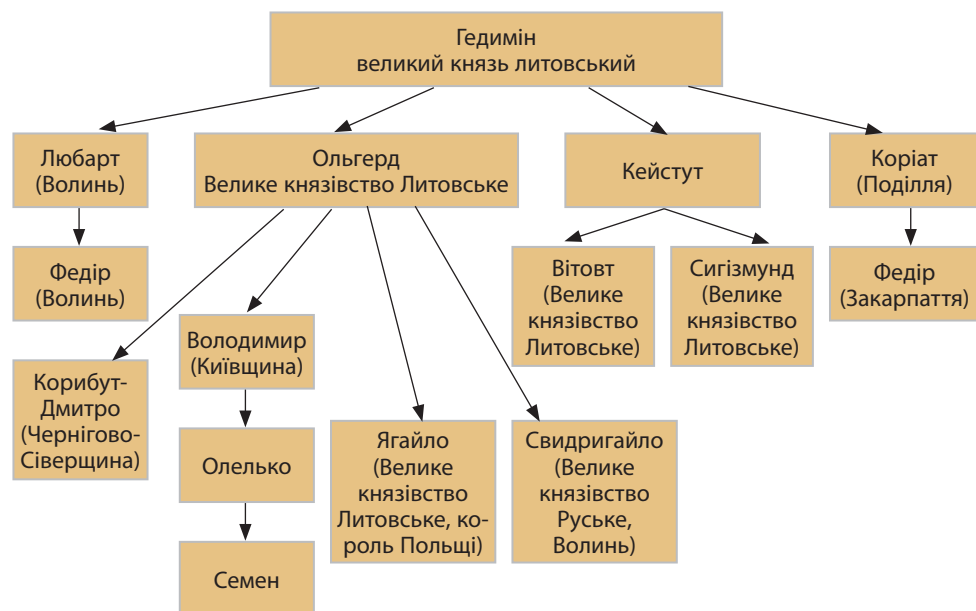 Гедимін
великий князь литовський
Любарт
(Волинь)
Ольгерд
Велике князівство Литовське
Кейстут
Коріат
(Поділля)
Федір
(Волинь)
Вітовт
(Велике
князівство
Литовське)
Сигізмунд
(Велике
князівство
Литовське)
Федір
(Закарпаття)
Корибут-
Дмитро
(Чернігово-
Сіверщина)
Володимир
(Київщина)
Олелько
Семен
Ягайло
(Велике
князівство
Литовське, ко-
роль Польщі)
Свидригайло
(Велике
князівство
Руське,
Волинь)